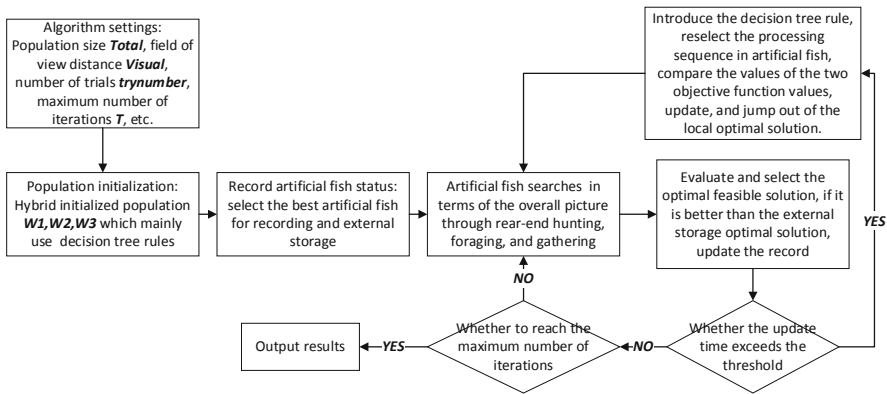 Algorithm settings:
Population size Total, field of
view distance Visual,
number of trials trynumber,
maximum number of
iterations T, etc.
Population initialization:
Hybrid initialized population
W1,W2,W3 which mainly
use decision tree rules
Record artificial fish status:
select the best artificial fish
for recording and external
storage
Artificial fish searches in
terms of the overall picture
through rear-end hunting,
foraging, and gathering
Introduce the decision tree rule,
reselect the processing
sequence in artificial fish,
compare the values of the two
objective function values,
update, and jump out of the
local optimal solution.
Evaluate and select the
optimal feasible solution, if it
is better than the external
storage optimal solution,
update the record
YES
NO
Whether the update
time exceeds the
threshold
NO
Whether to reach the
maximum number of
iterations
YES
Output results